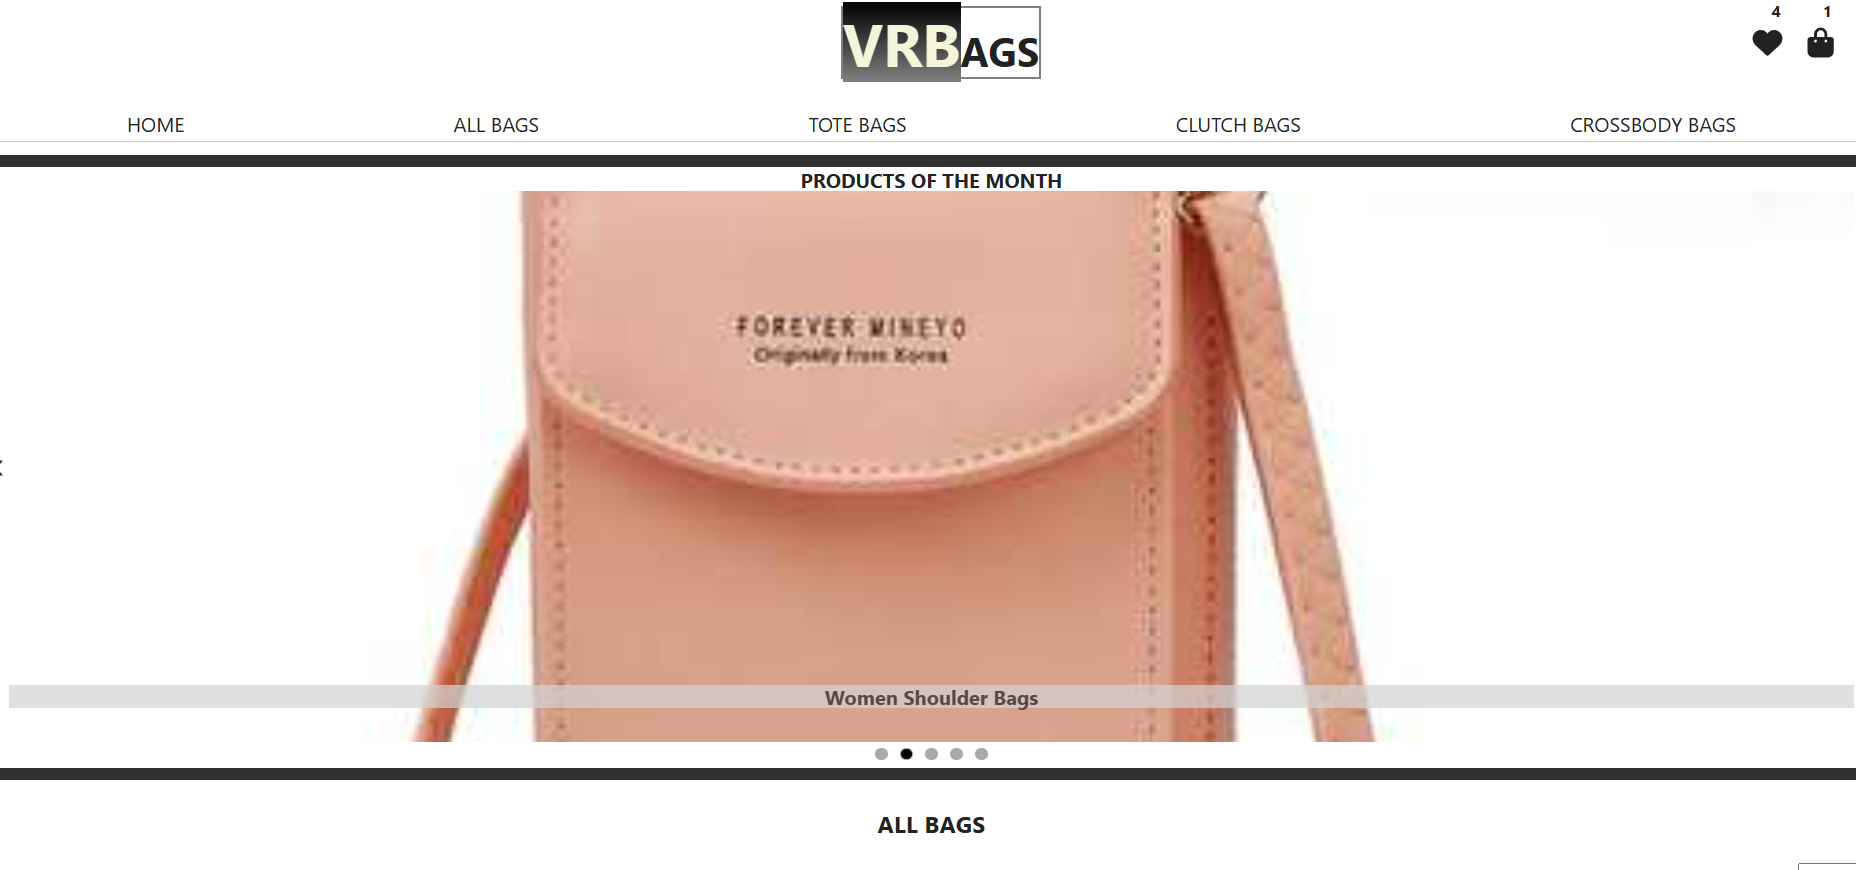 VRBAGS
4
1
HOME
ALL BAGS
TOTE BAGS
CLUTCH BAGS
CROSSBODY BAGS
PRODUCTS OF THE MONTH
FOREVER MINEYO
Originally from Korea
Women Shoulder Bags
ALL BAGS